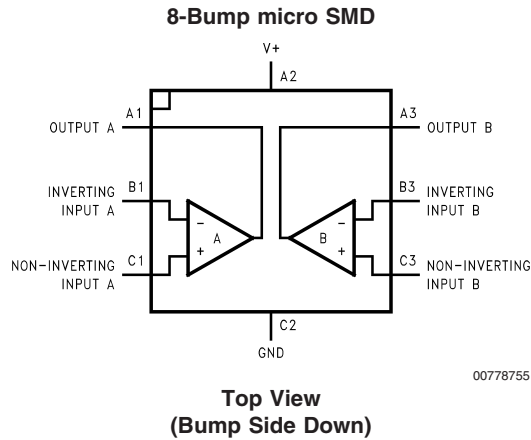 8-Bump micro SMD
V+
A2
A1
A3
OUTPUT A
OUTPUT B
B1
B3
INVERTING
INPUT A
INVERTING
INPUT B
-
+
A
-
+
B
C1
C3
NON-INVERTING
INPUT A
NON-INVERTING
INPUT B
C2
GND
00778755
Top View
(Bump Side Down)